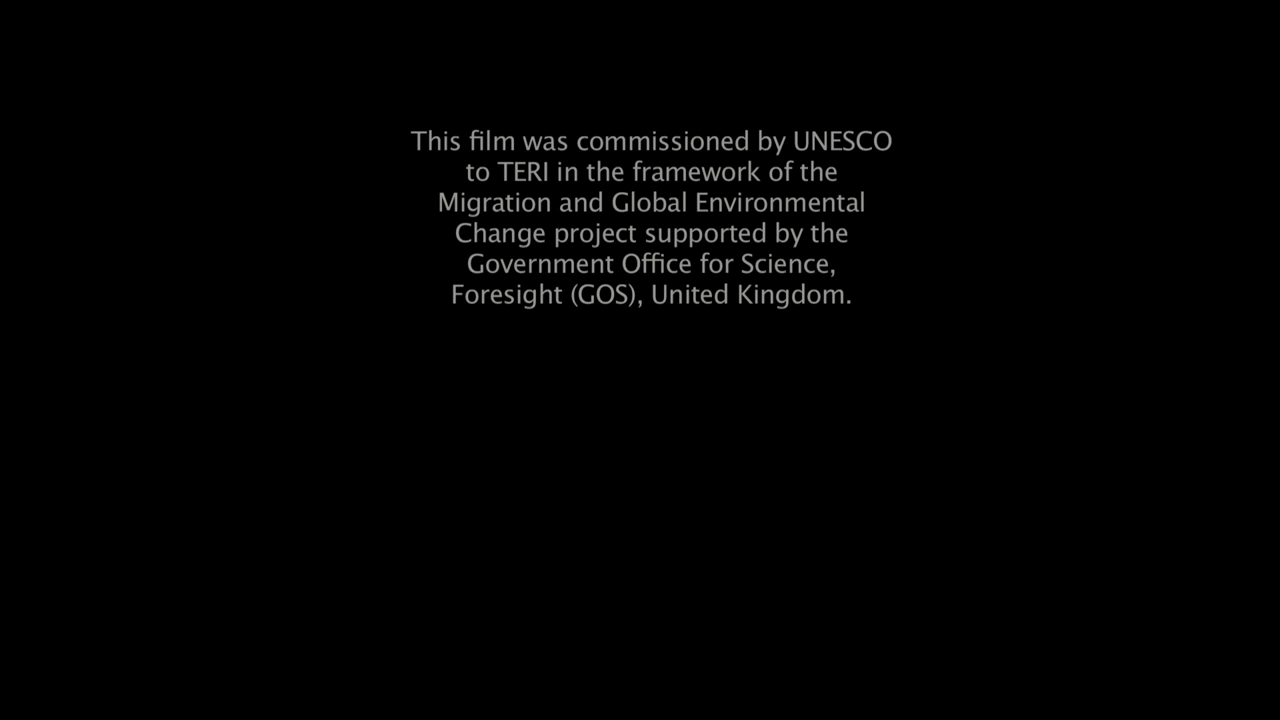 This film was commissioned by UNESCO
to TERI in the framework of the
Migration and Global Environmental
Change project supported by the
Government Office for Science,
Foresight (GOS), United Kingdom.